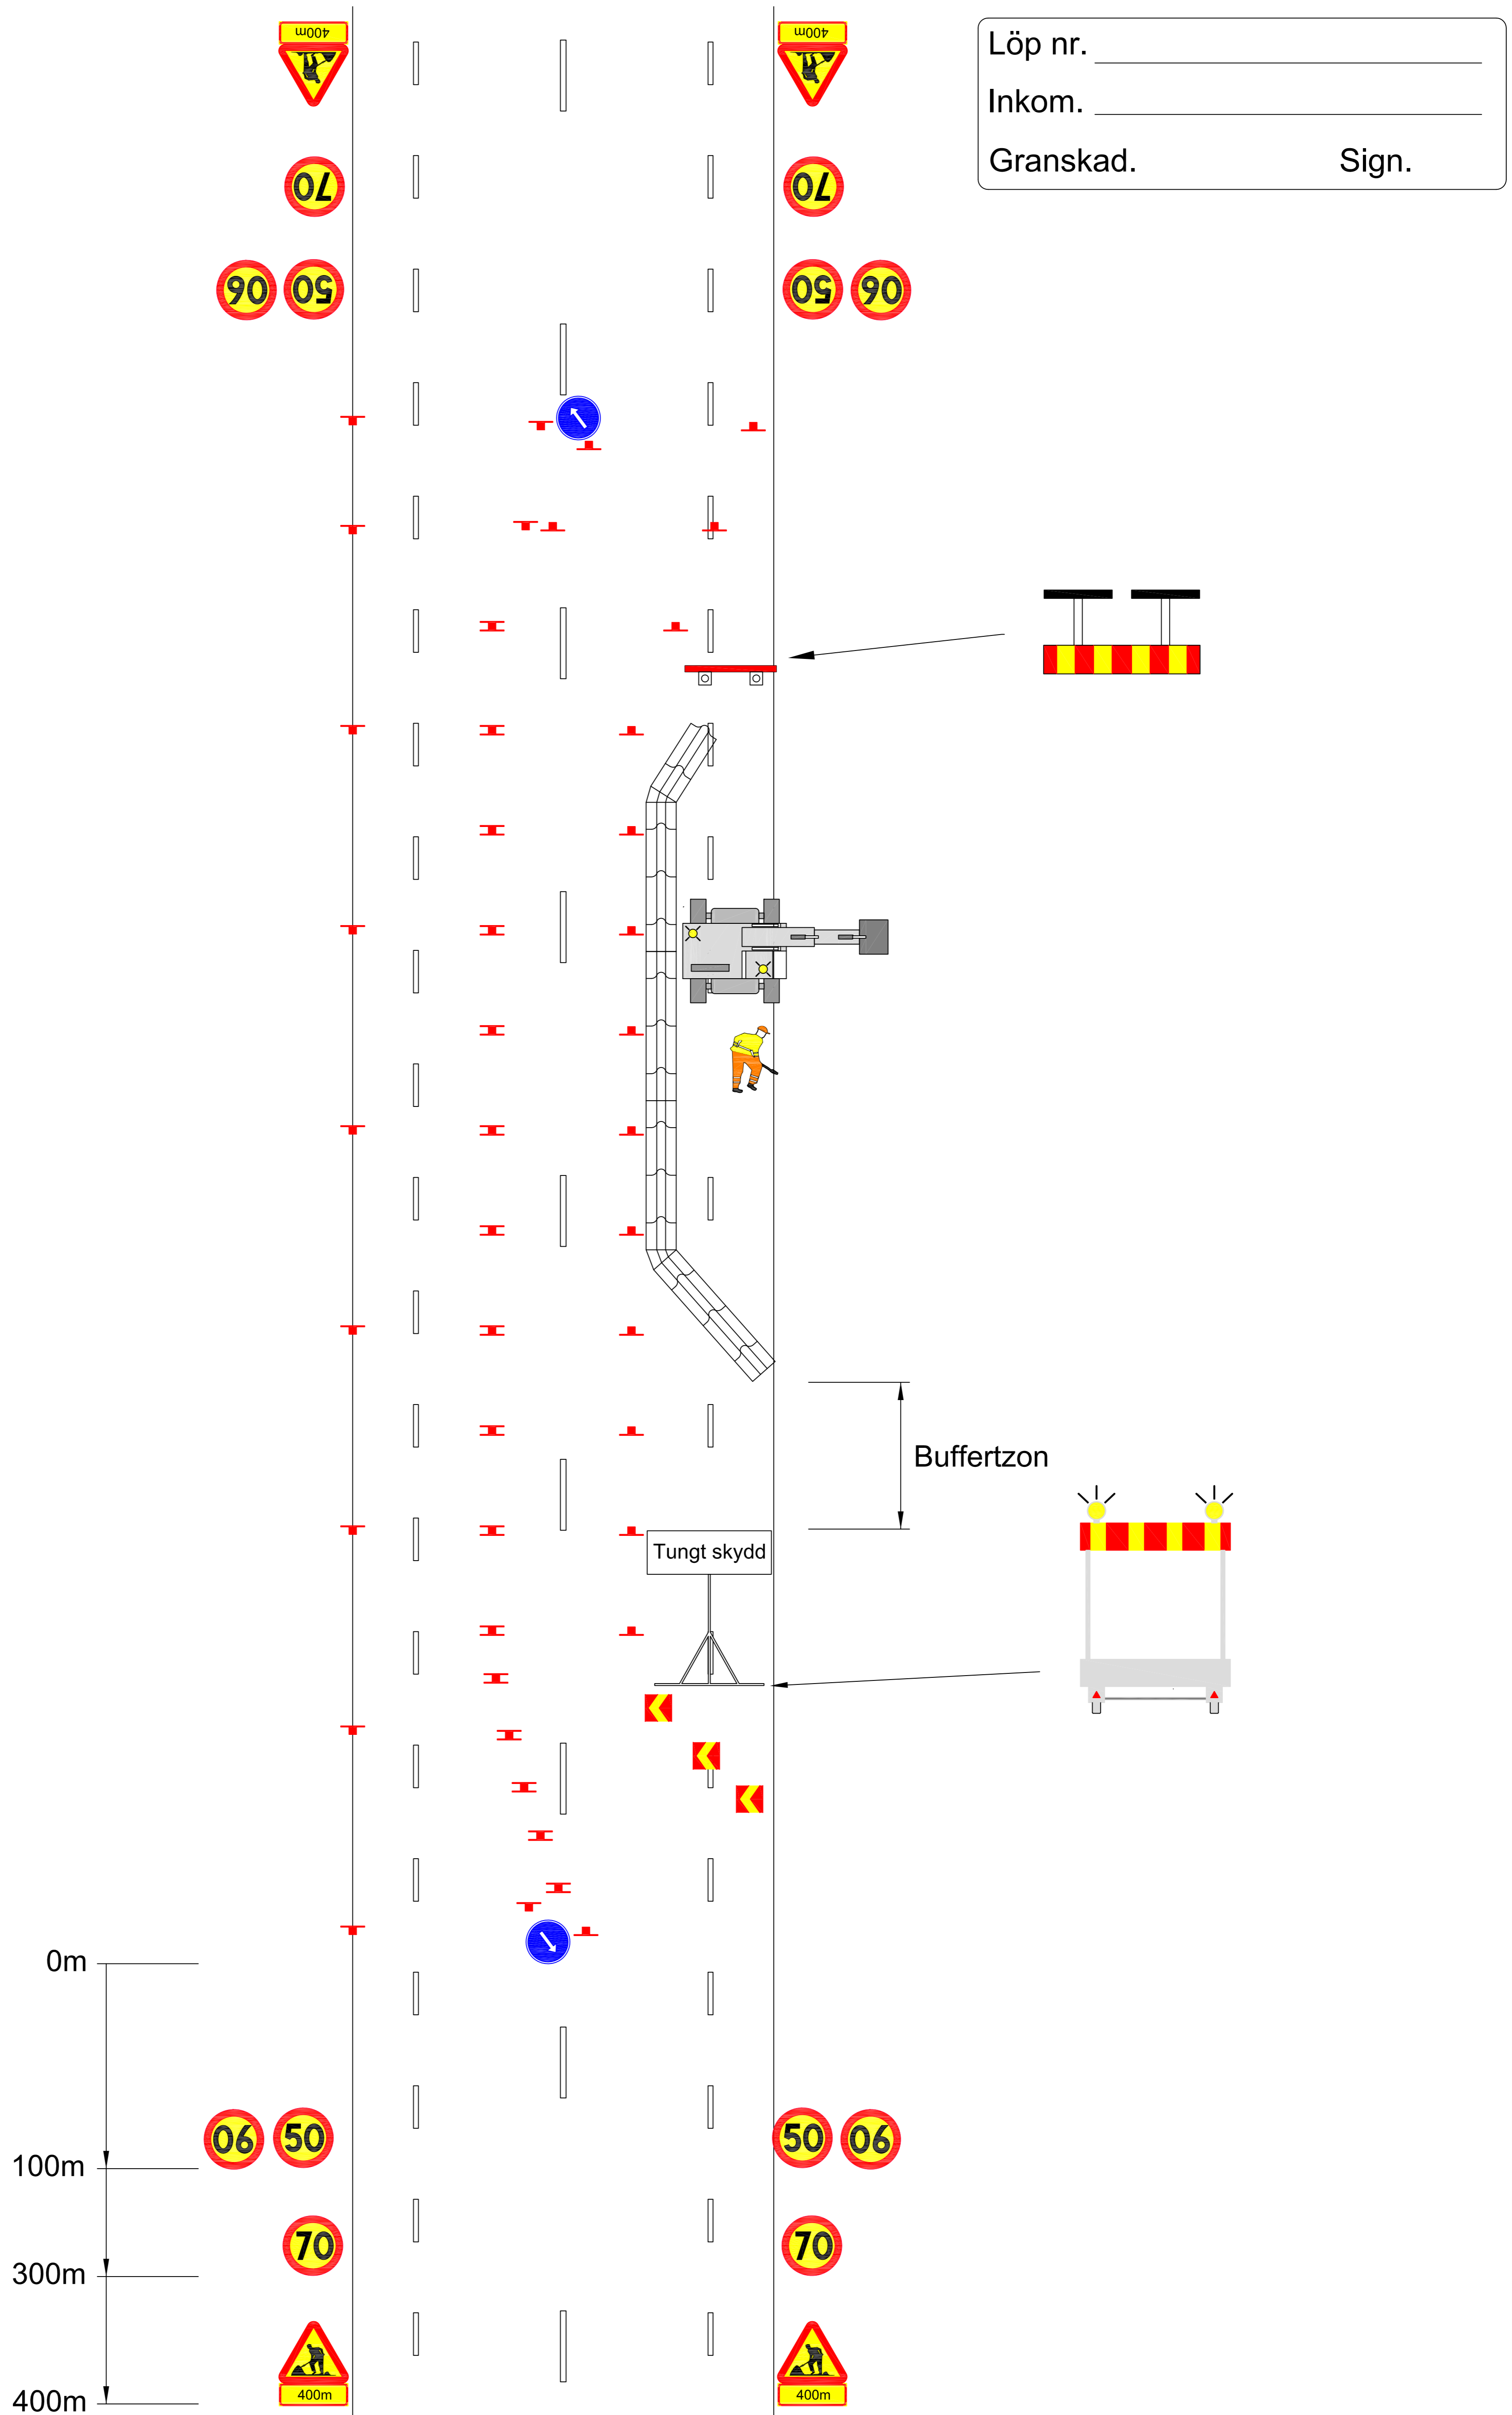 400m
400m
Löp nr.
Inkom.
Granskad. Sign.
70
70
90 50
50 90
Buffertzon
Tungt skydd
0m
90 50
50 90
100m
70
70
300m
400m
400m
400m